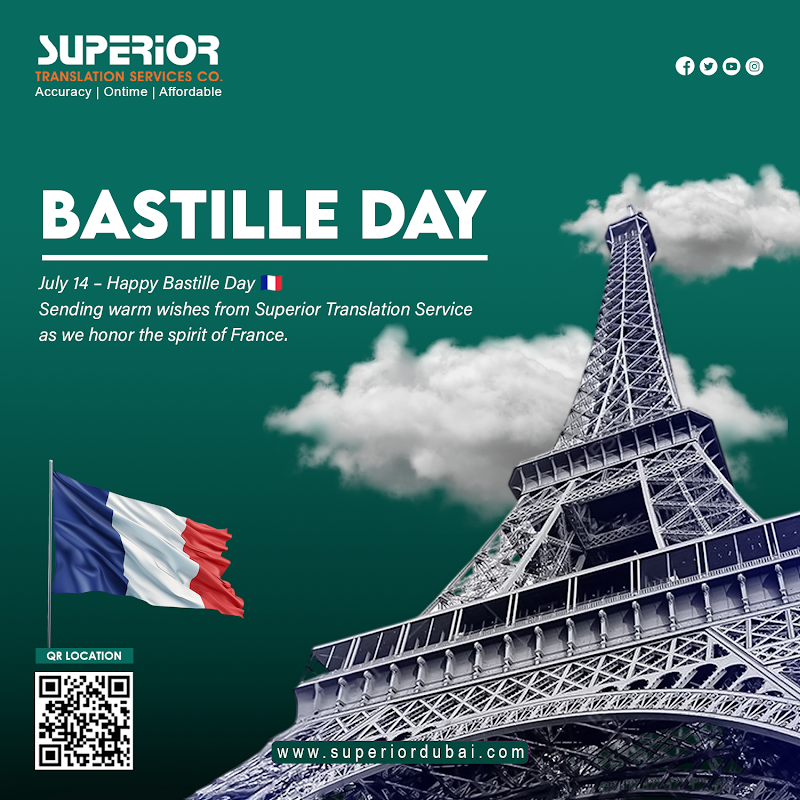 SUPERIOR
TRANSLATION SERVICES CO.
Accuracy | Ontime | Affordable
BASTILLE DAY
July 14 – Happy Bastille Day 🇫🇷
Sending warm wishes from Superior Translation Service
as we honor the spirit of France.
QR LOCATION
www.superiordubai.com